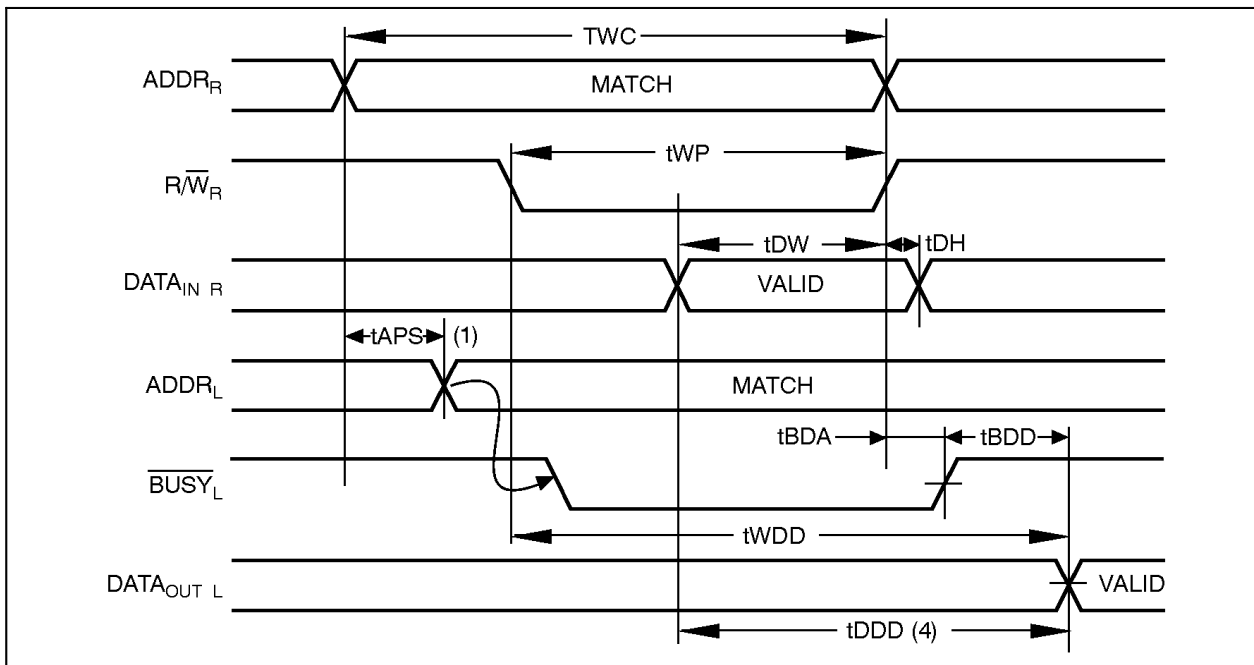 TWC
ADDR_R MATCH
tWP
R/W̅_R
tDW tDH
DATA_IN R VALID
tAPS (1)
ADDR_L MATCH
tBDA tBDD
B̅U̅S̅Y̅_L
tWDD
DATA_OUT L VALID
tDDD (4)